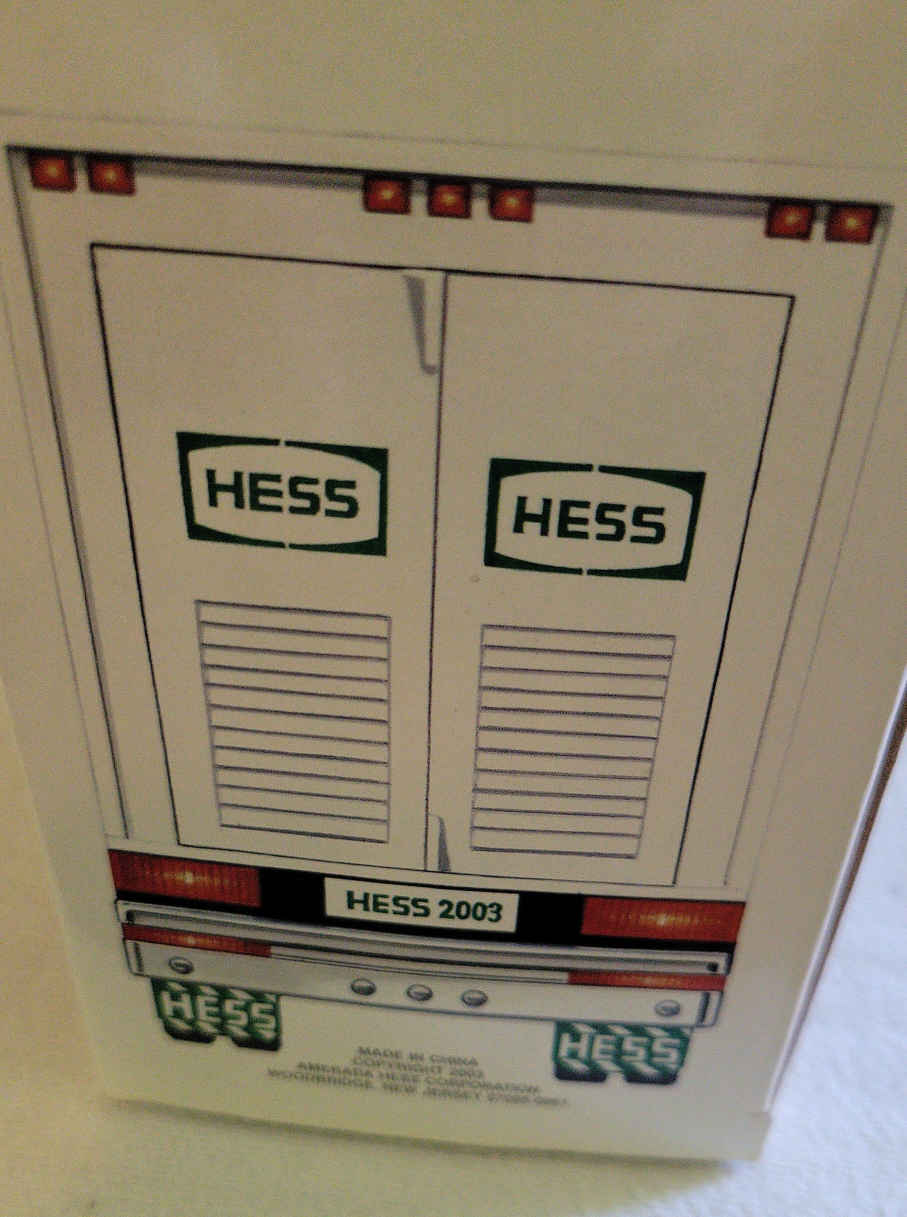 HESS
HESS
HESS 2003
HESS
HESS
MADE IN CHINA
COPYRIGHT 2003
AMERADA HESS CORPORATION
WOODBRIDGE, NEW JERSEY